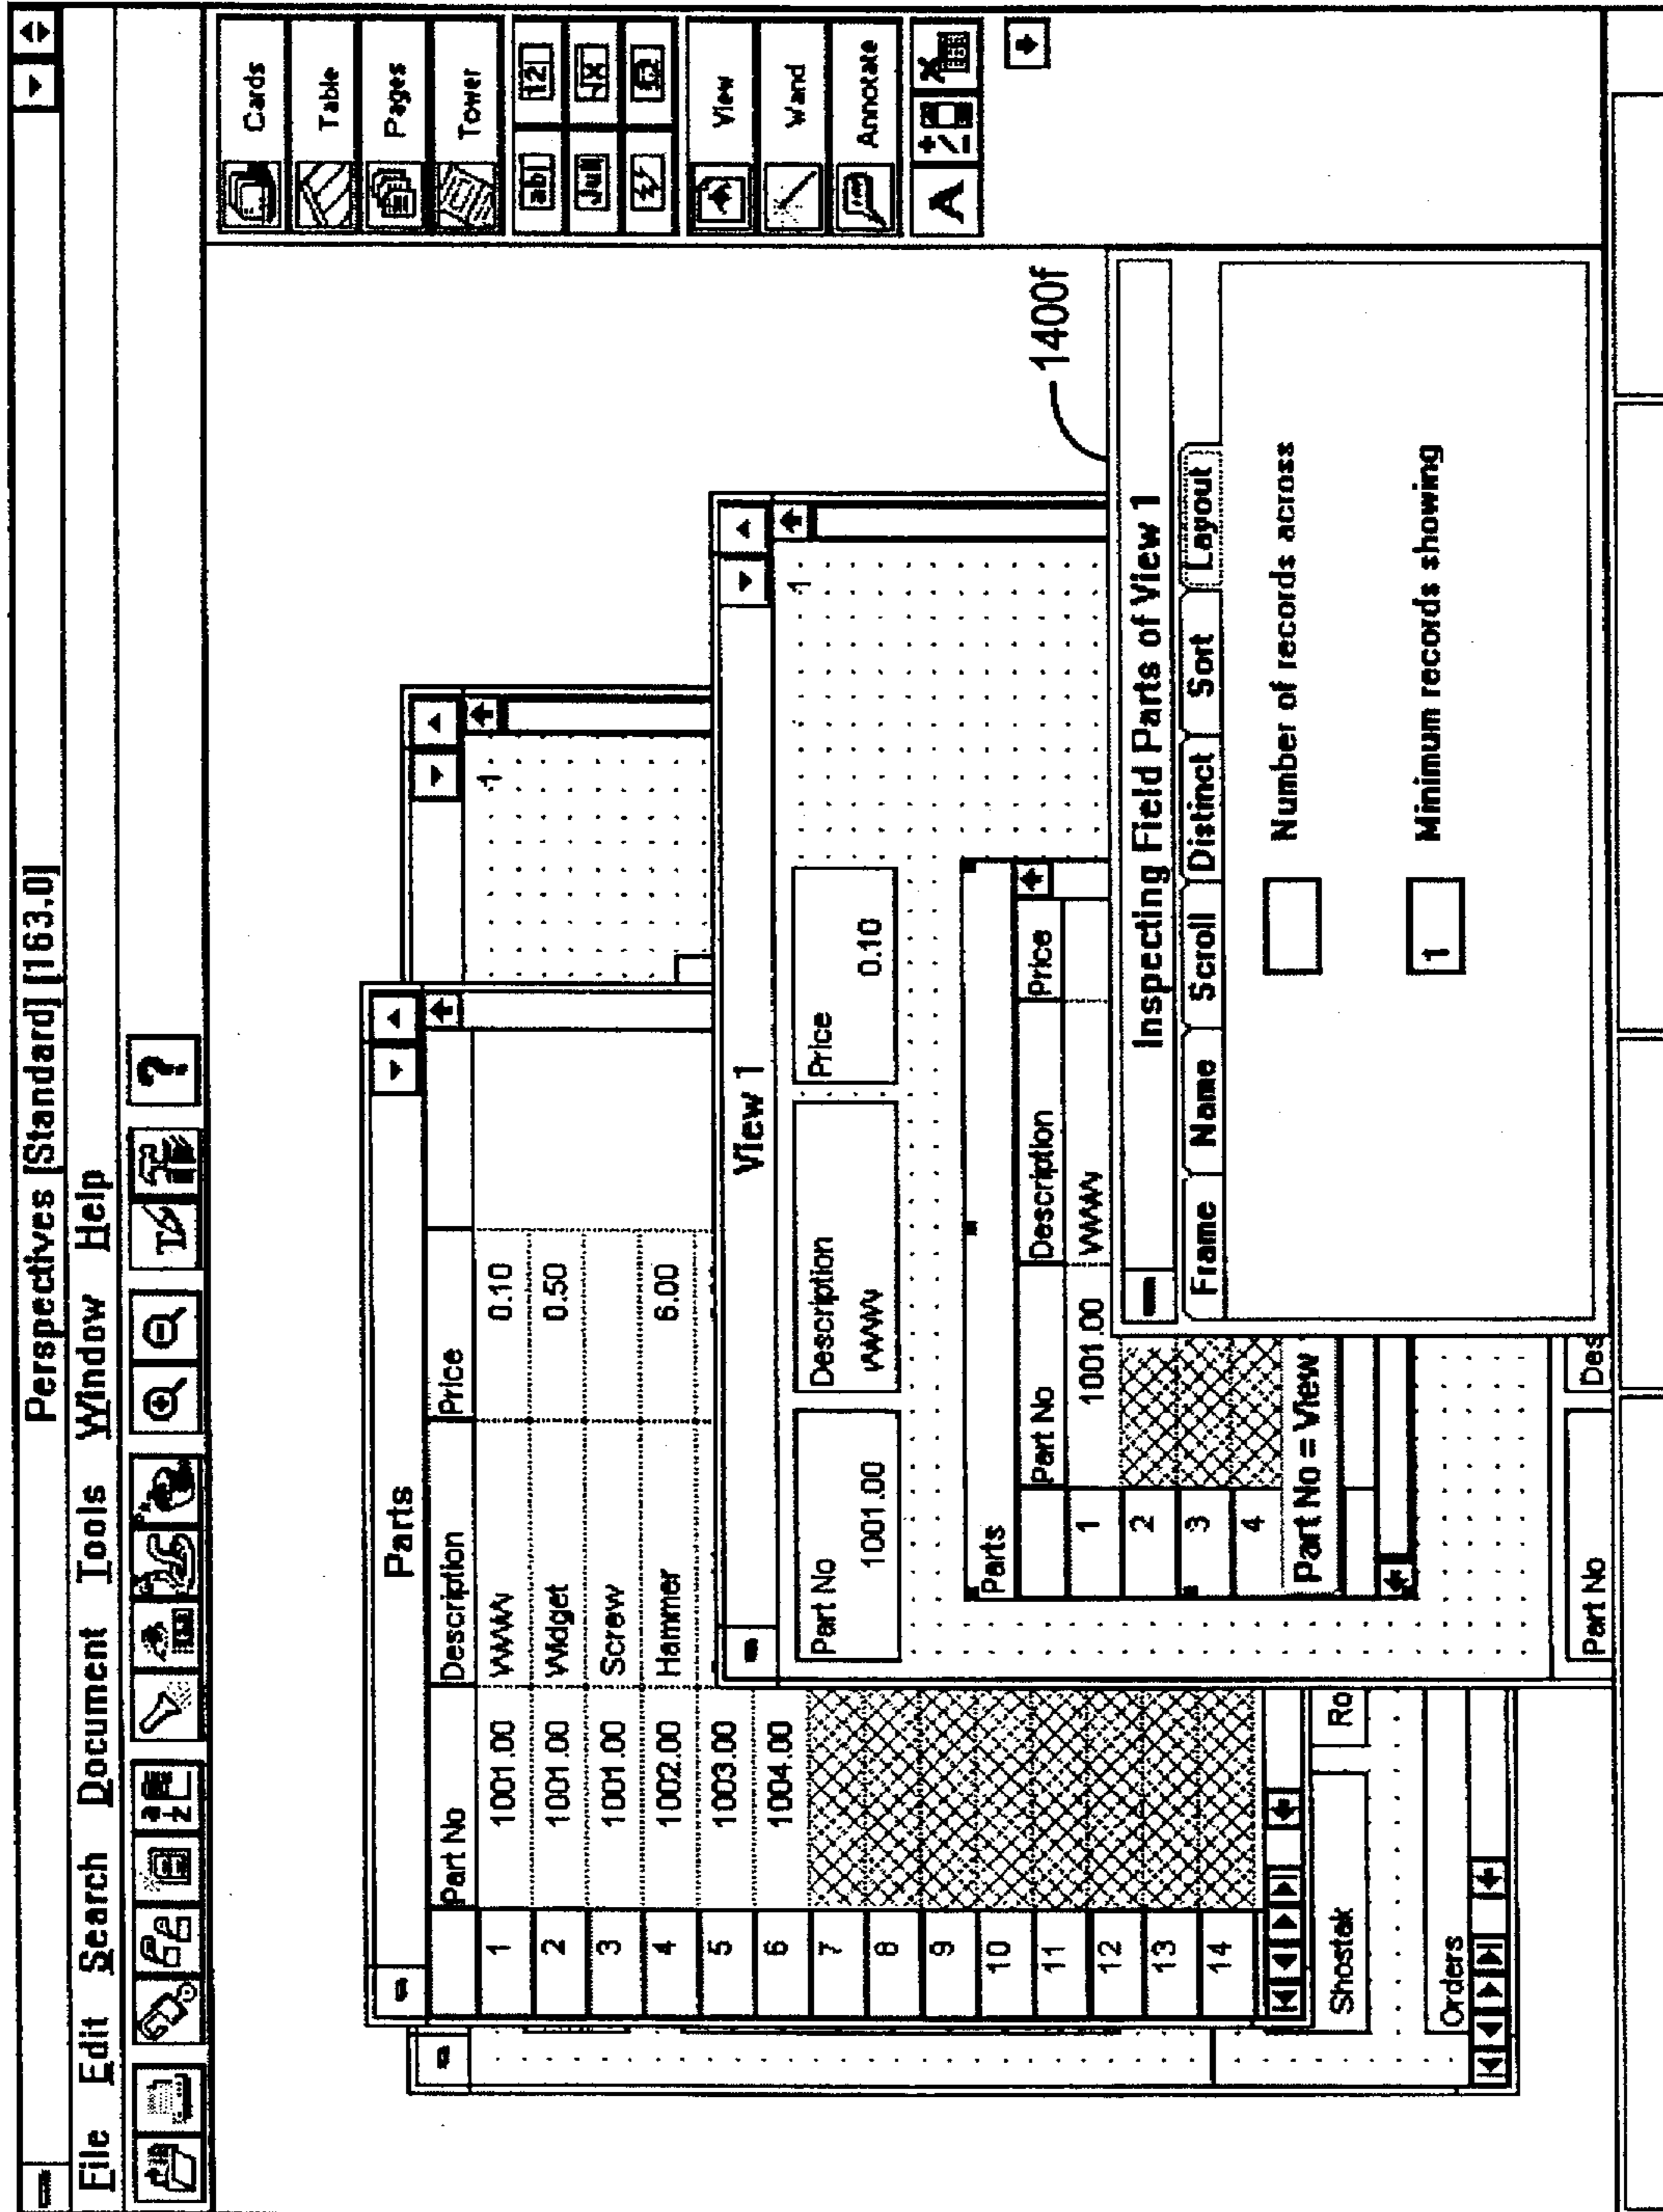 Perspectives [Standard] [163.0]
File Edit Search Document Tools Window Help
?
Cards
Table
Pages
Tower
ab| 12|
View
Wand
Annotate
A
Parts
Part No Description Price
1 1001.00 WWW 0.10
2 1001.00 Widget 0.50
3 1001.00 Screw
4 1002.00 Hammer 6.00
5 1003.00
6 1004.00
7
8
9
10
11
12
13
14
1
Shostak Ro
Orders
View 1
1
Part No Description Price
1001.00 WWW 0.10
Parts
Part No Description Price
1 1001.00 WWW
2
3
4
Part No = View
Part No Des
1400f
Inspecting Field Parts of View 1
Frame Name Scroll Distinct Sort Layout
Number of records across
1 Minimum records showing